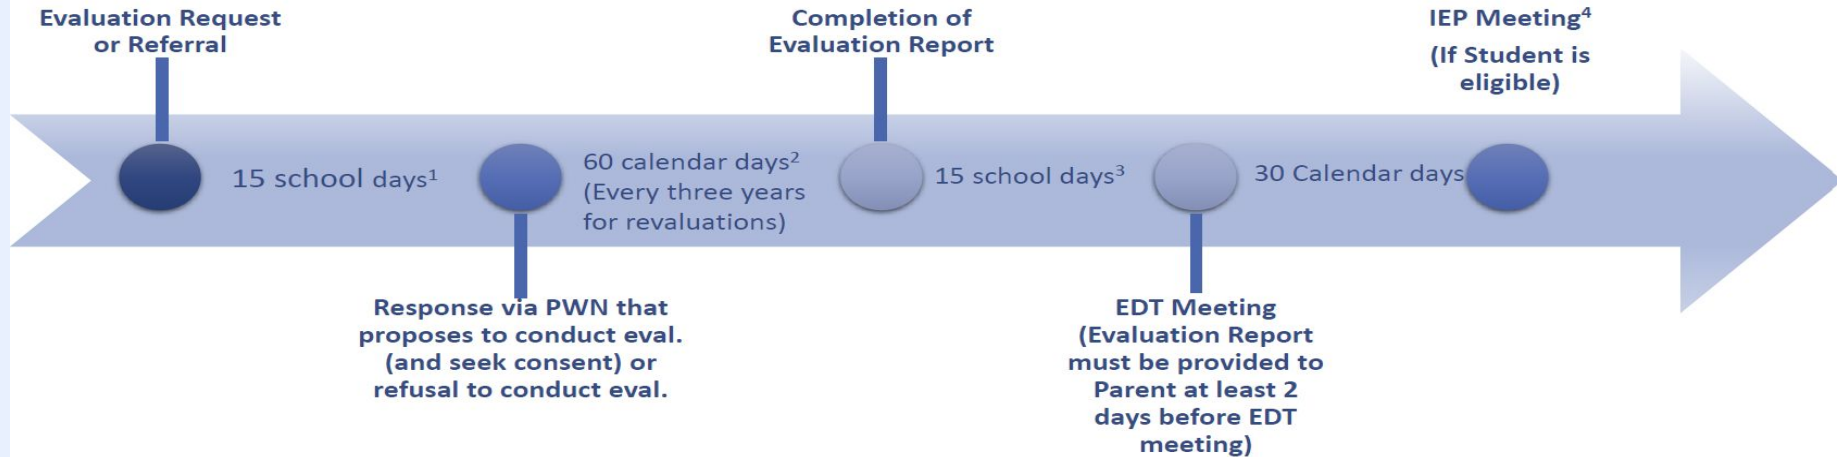 Evaluation Request
or Referral
Completion of
Evaluation Report
IEP Meeting⁴
(If Student is
eligible)
15 school days¹
60 calendar days²
(Every three years
for revaluations)
15 school days³
30 Calendar days
Response via PWN that
proposes to conduct eval.
(and seek consent) or
refusal to conduct eval.
EDT Meeting
(Evaluation Report
must be provided to
Parent at least 2
days before EDT
meeting)